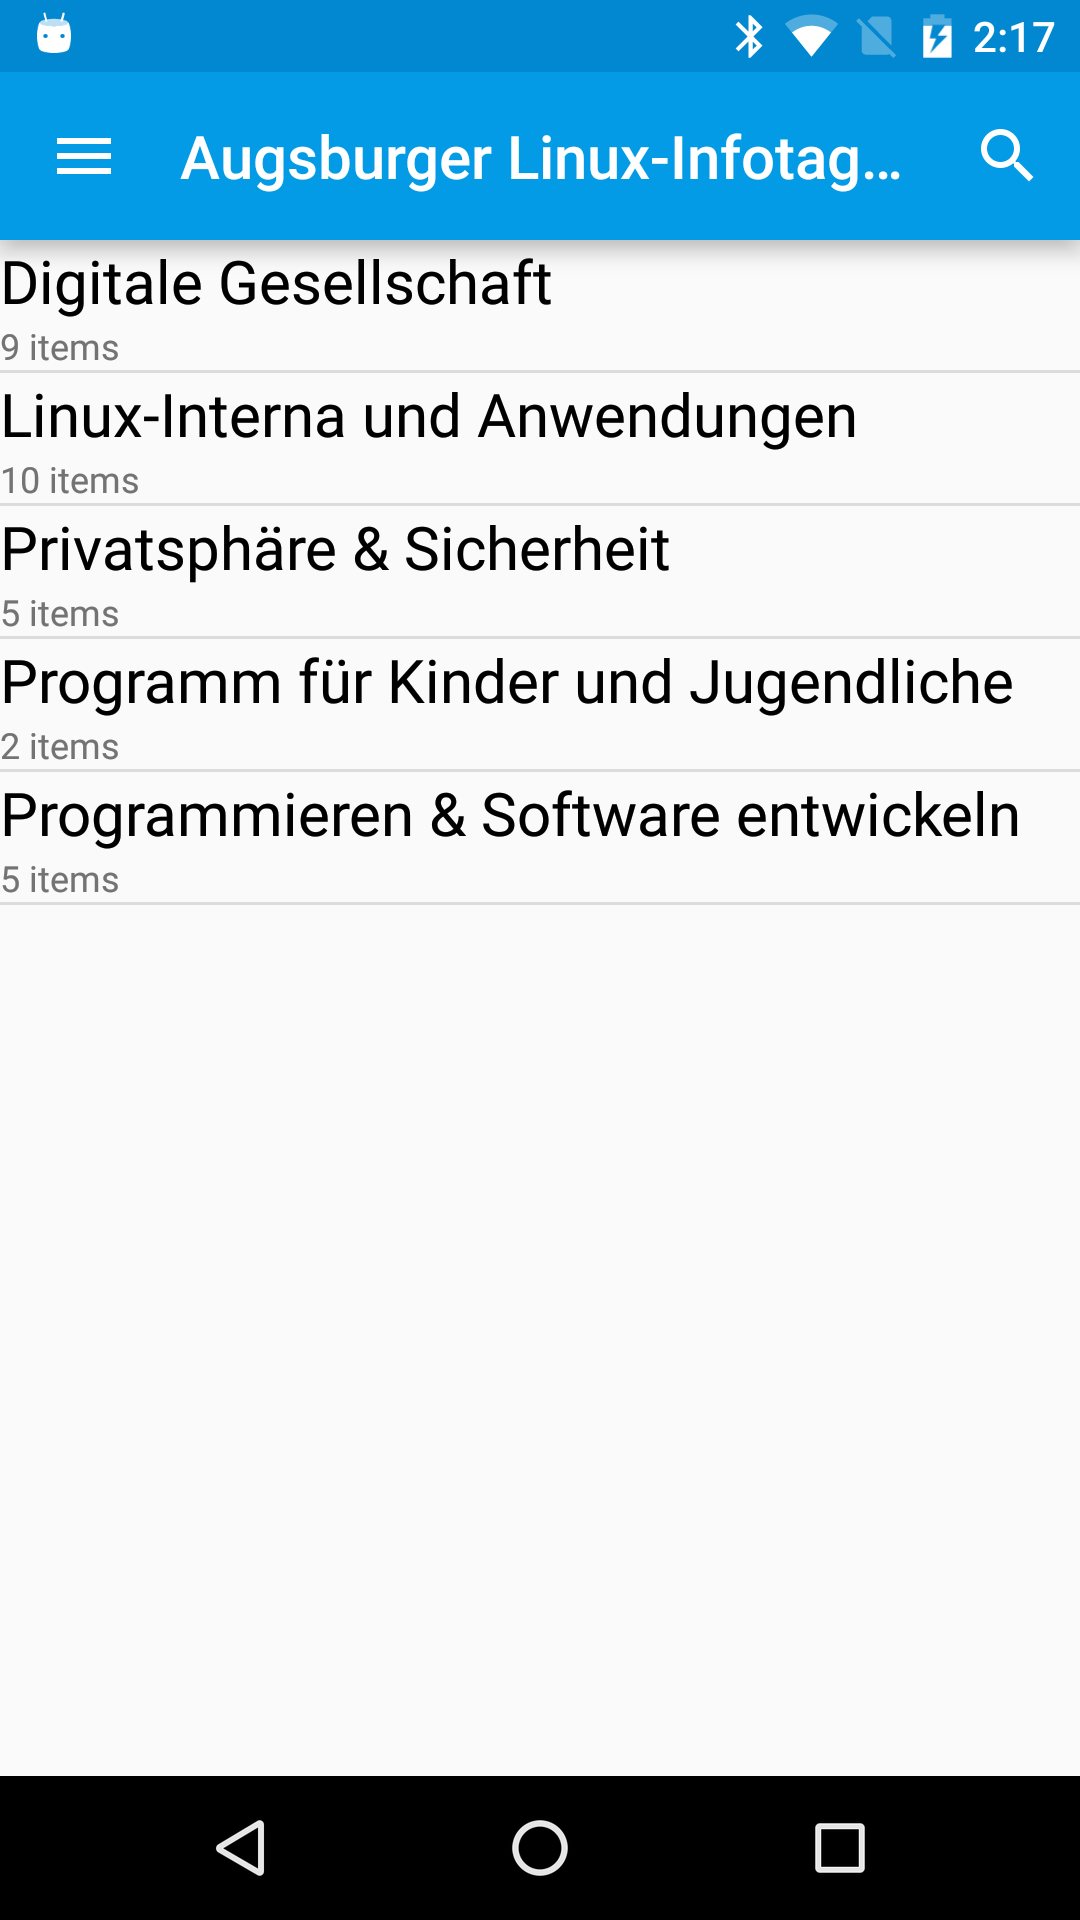 2:17
Augsburger Linux-Infotag...
Digitale Gesellschaft
9 items
Linux-Interna und Anwendungen
10 items
Privatsphäre & Sicherheit
5 items
Programm für Kinder und Jugendliche
2 items
Programmieren & Software entwickeln
5 items